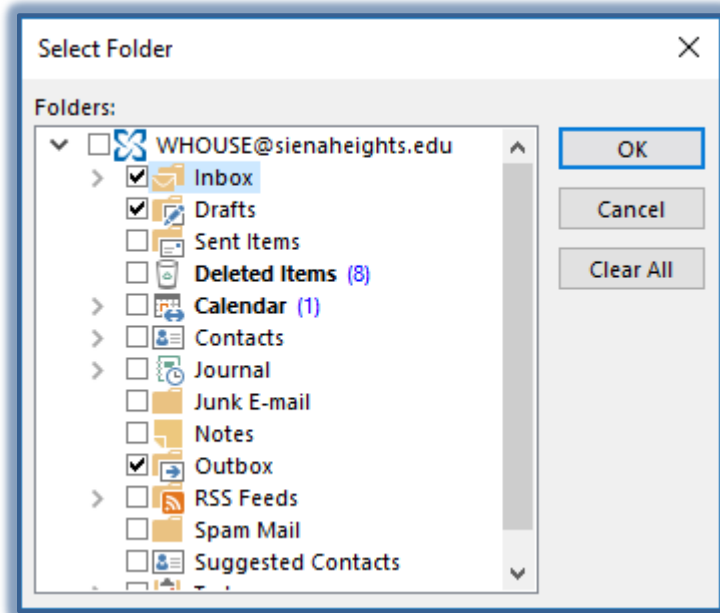 Select Folder
Folders:
WHOUSE@sienaheights.edu
Inbox
Drafts
Sent Items
Deleted Items (8)
Calendar (1)
Contacts
Journal
Junk E-mail
Notes
Outbox
RSS Feeds
Spam Mail
Suggested Contacts
OK
Cancel
Clear All